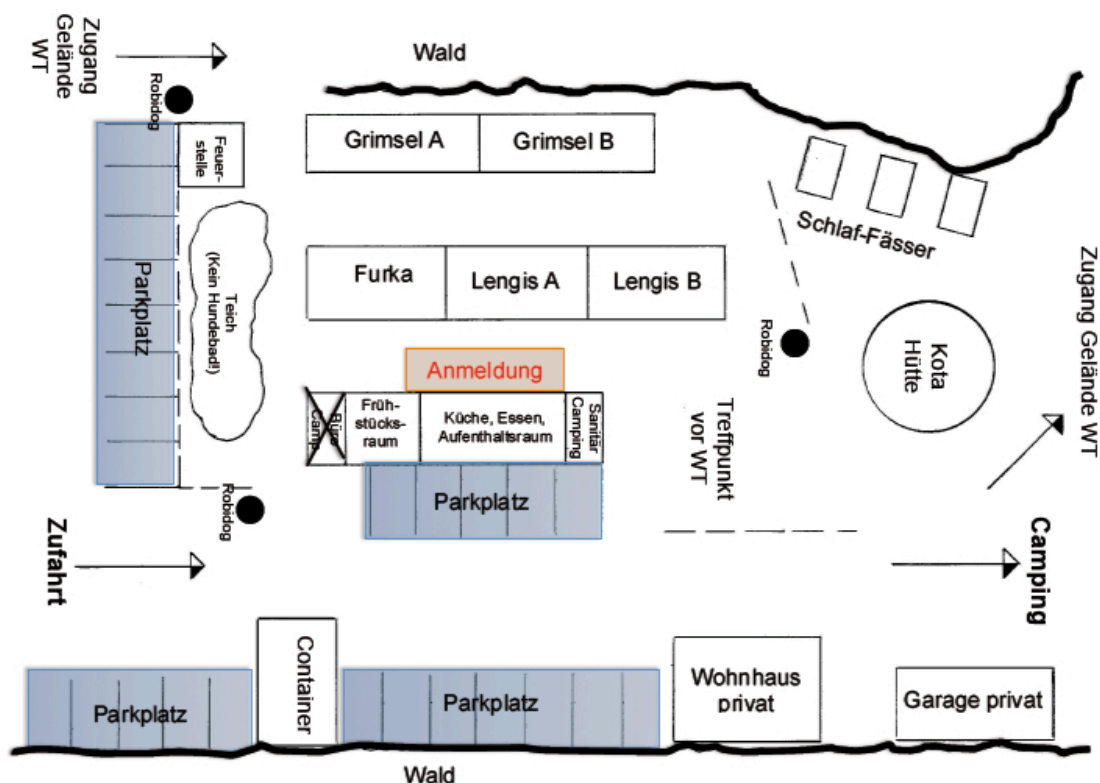 Zugang
Gelände
WT
Wald
Robidog
Grimsel A
Grimsel B
Feuer-
stelle
Schlaf-Fässer
Parkplatz
Teich
(Kein Hundebad!)
Furka
Lengis A
Lengis B
Zugang Gelände WT
Robidog
Kota
Hütte
Anmeldung
Büro
Camp
Früh-
stücks-
raum
Küche, Essen,
Aufenthaltsraum
Sanitär
Camping
Treffpunkt
vor WT
Parkplatz
Robidog
Zufahrt
Camping
Parkplatz
Container
Parkplatz
Wohnhaus
privat
Garage privat
Wald